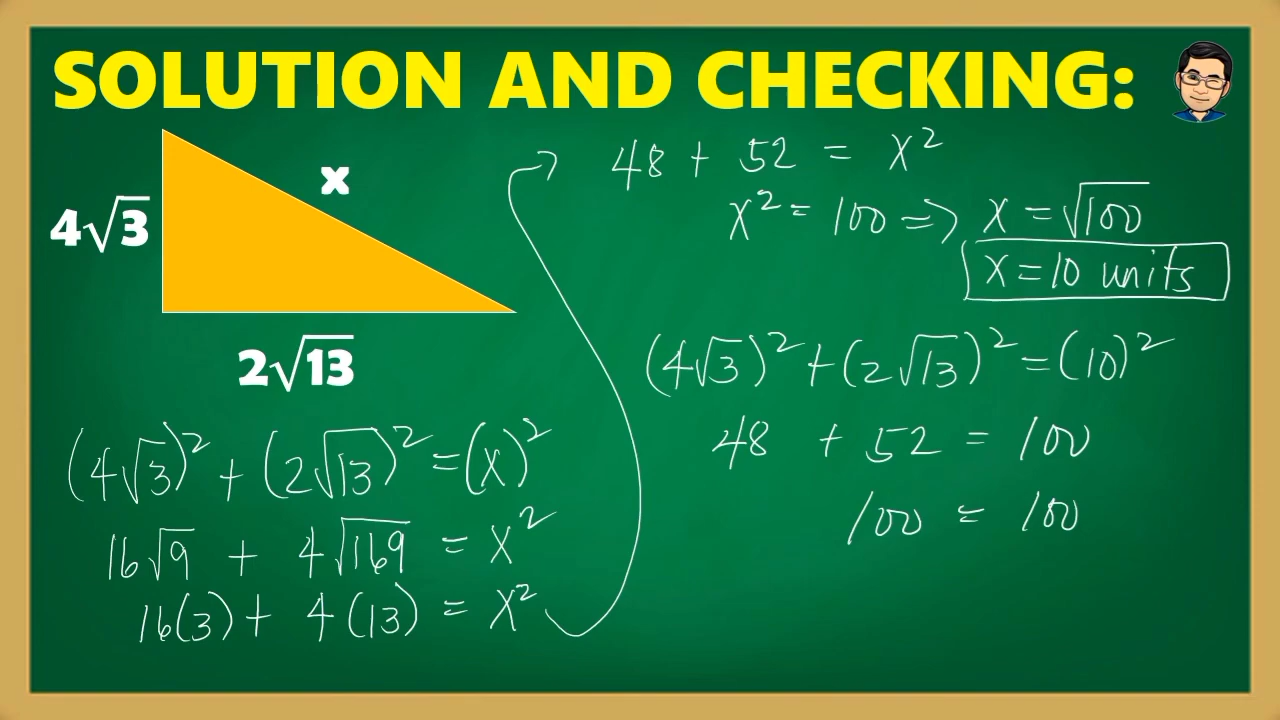 SOLUTION AND CHECKING:
x
4√3
2√13
(4√3)² + (2√13)² = (x)²
16√9 + 4√169 = x²
16(3) + 4(13) = x²
48 + 52 = x²
x² = 100 => x = √100
x = 10 units
(4√3)² + (2√13)² = (10)²
48 + 52 = 100
100 = 100